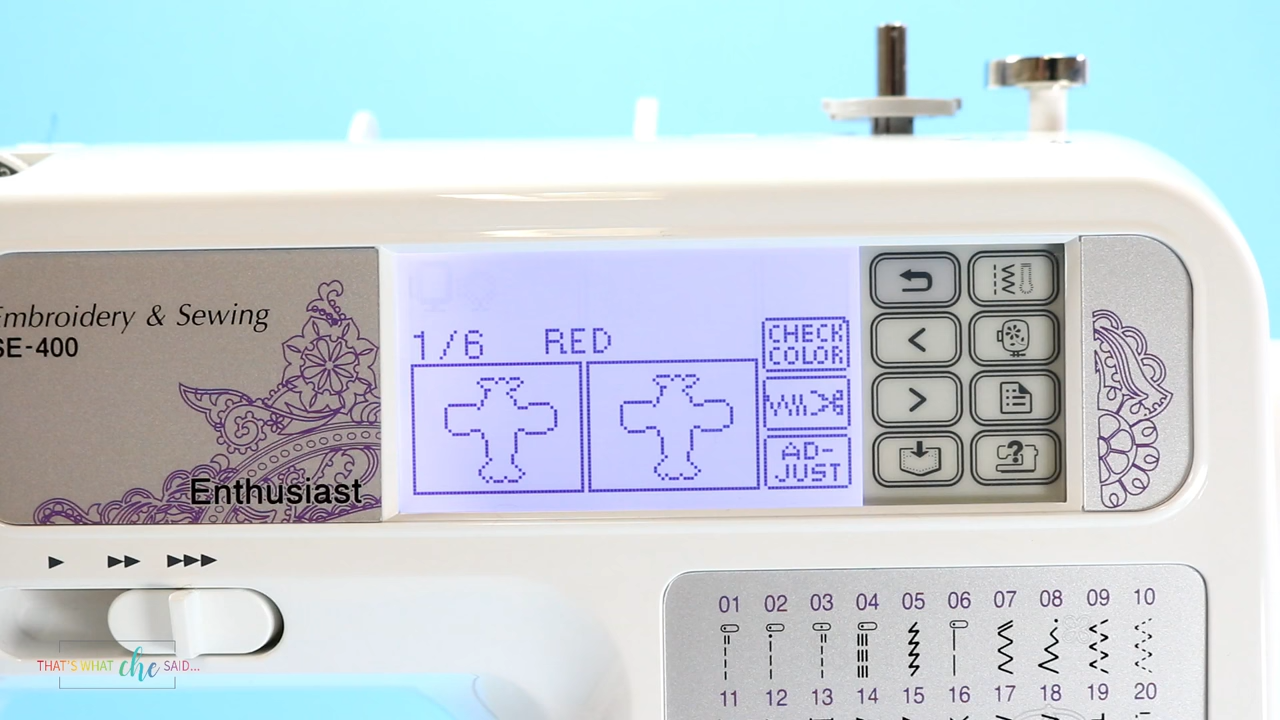 Embroidery & Sewing
SE-400
Enthusiast
1/6 RED
CHECK
COLOR
AD-
JUST
01 02 03 04 05 06 07 08 09 10
11 12 13 14 15 16 17 18 19 20
THAT'S WHAT che SAID...